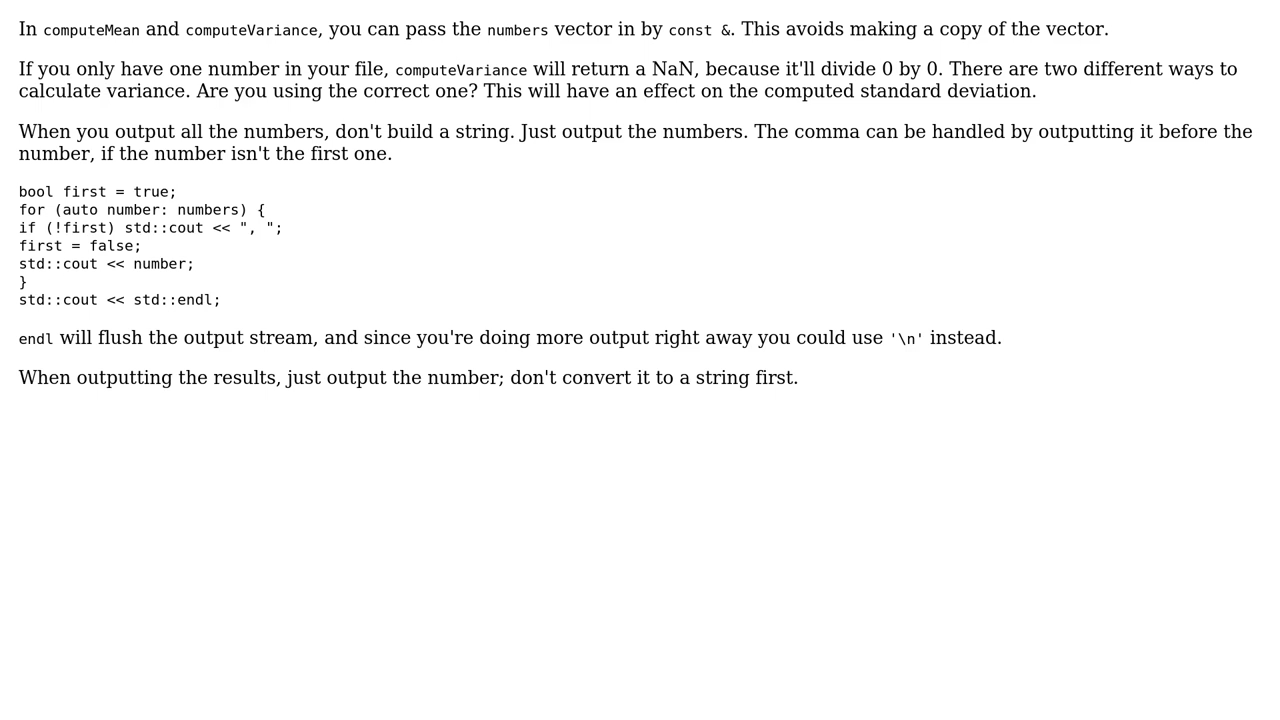 In computeMean and computeVariance, you can pass the numbers vector in by const &. This avoids making a copy of the vector.
If you only have one number in your file, computeVariance will return a NaN, because it'll divide 0 by 0. There are two different ways to
calculate variance. Are you using the correct one? This will have an effect on the computed standard deviation.
When you output all the numbers, don't build a string. Just output the numbers. The comma can be handled by outputting it before the
number, if the number isn't the first one.
bool first = true;
for (auto number: numbers) {
if (!first) std::cout << ", ";
first = false;
std::cout << number;
}
std::cout << std::endl;
endl will flush the output stream, and since you're doing more output right away you could use '\n' instead.
When outputting the results, just output the number; don't convert it to a string first.